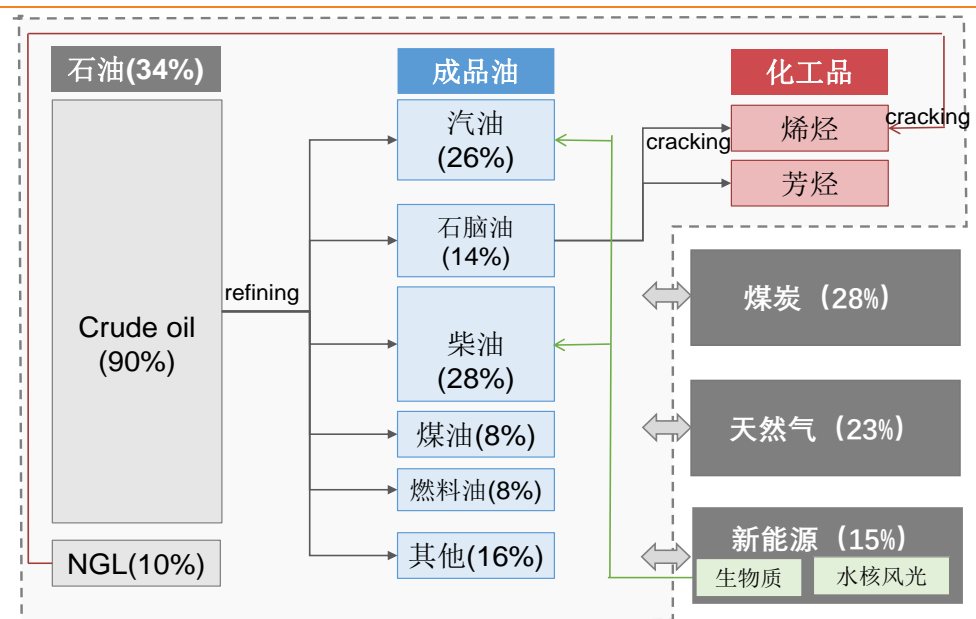 石油(34%)
Crude oil
(90%)
NGL(10%)
refining
成品油
汽油
(26%)
石脑油
(14%)
柴油
(28%)
煤油(8%)
燃料油(8%)
其他(16%)
cracking
化工品
烯烃
cracking
芳烃
煤炭（28%）
天然气（23%）
新能源（15%）
生物质
水核风光